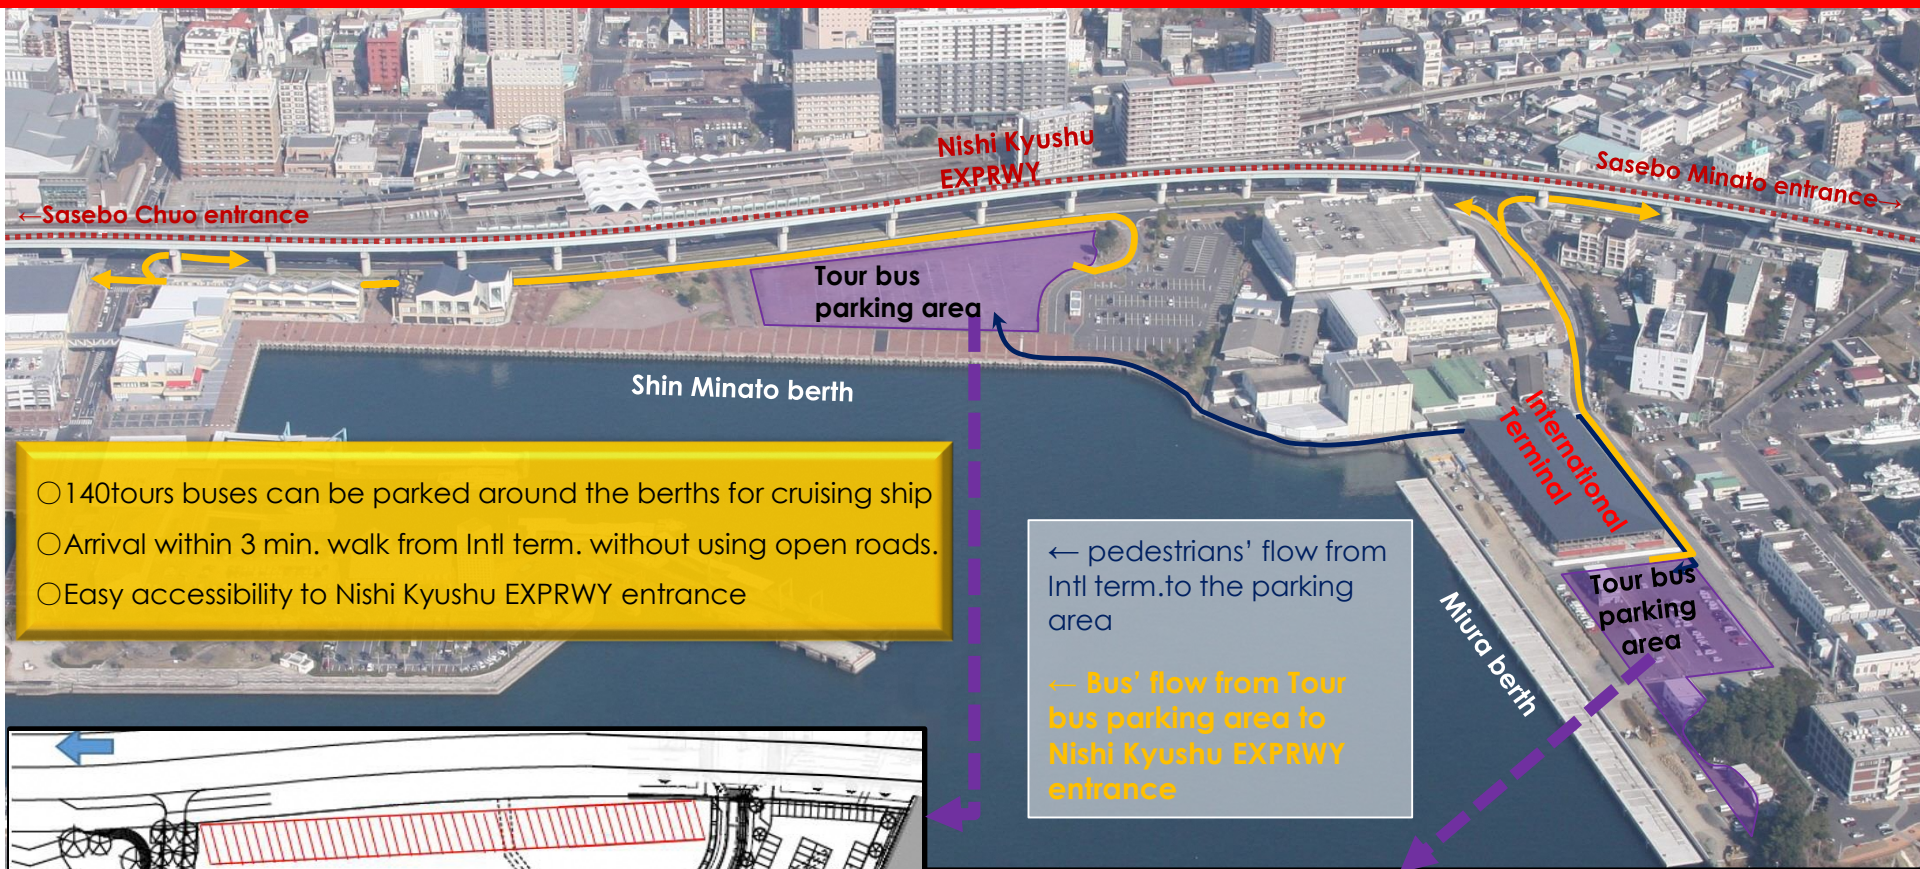 Nishi Kyushu
EXPRWY
Sasebo Minato entrance→
←Sasebo Chuo entrance
Tour bus
parking area
Shin Minato berth
International
Terminal
○140tours buses can be parked around the berths for cruising ship
○Arrival within 3 min. walk from Intl term. without using open roads.
○Easy accessibility to Nishi Kyushu EXPRWY entrance
← pedestrians’ flow from
Intl term.to the parking
area
← Bus’ flow from Tour
bus parking area to
Nishi Kyushu EXPRWY
entrance
Tour bus
parking
area
Miura berth